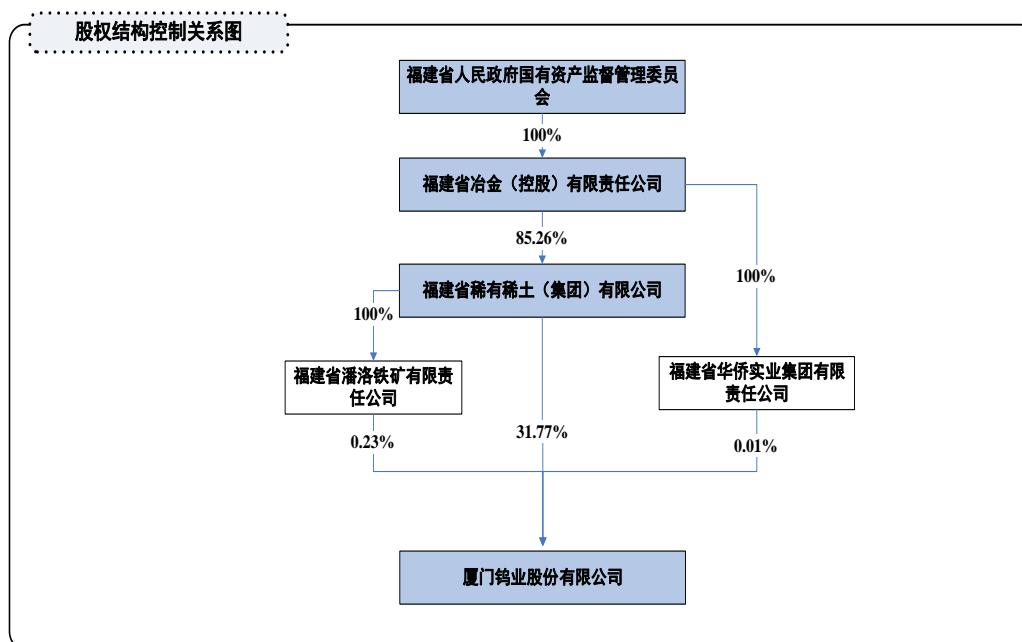 股权结构控制关系图
福建省人民政府国有资产监督管理委员
会
100%
福建省冶金（控股）有限责任公司
85.26%
100%
福建省稀有稀土（集团）有限公司
100%
福建省潘洛铁矿有限责
任公司
福建省华侨实业集团有限
责任公司
0.23%
31.77%
0.01%
厦门钨业股份有限公司